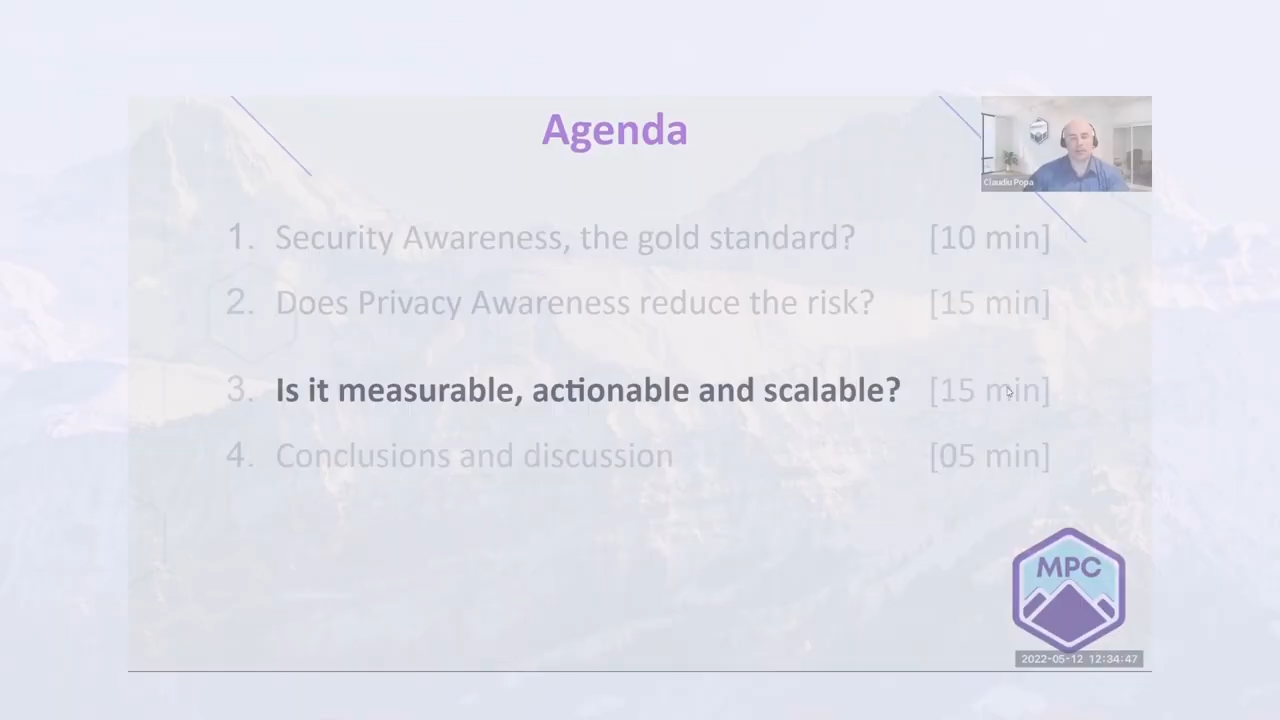 Agenda
Claudiu Popa
1. Security Awareness, the gold standard? [10 min]
2. Does Privacy Awareness reduce the risk? [15 min]
3. Is it measurable, actionable and scalable? [15 min]
4. Conclusions and discussion [05 min]
MPC
2022-05-12 12:34:47